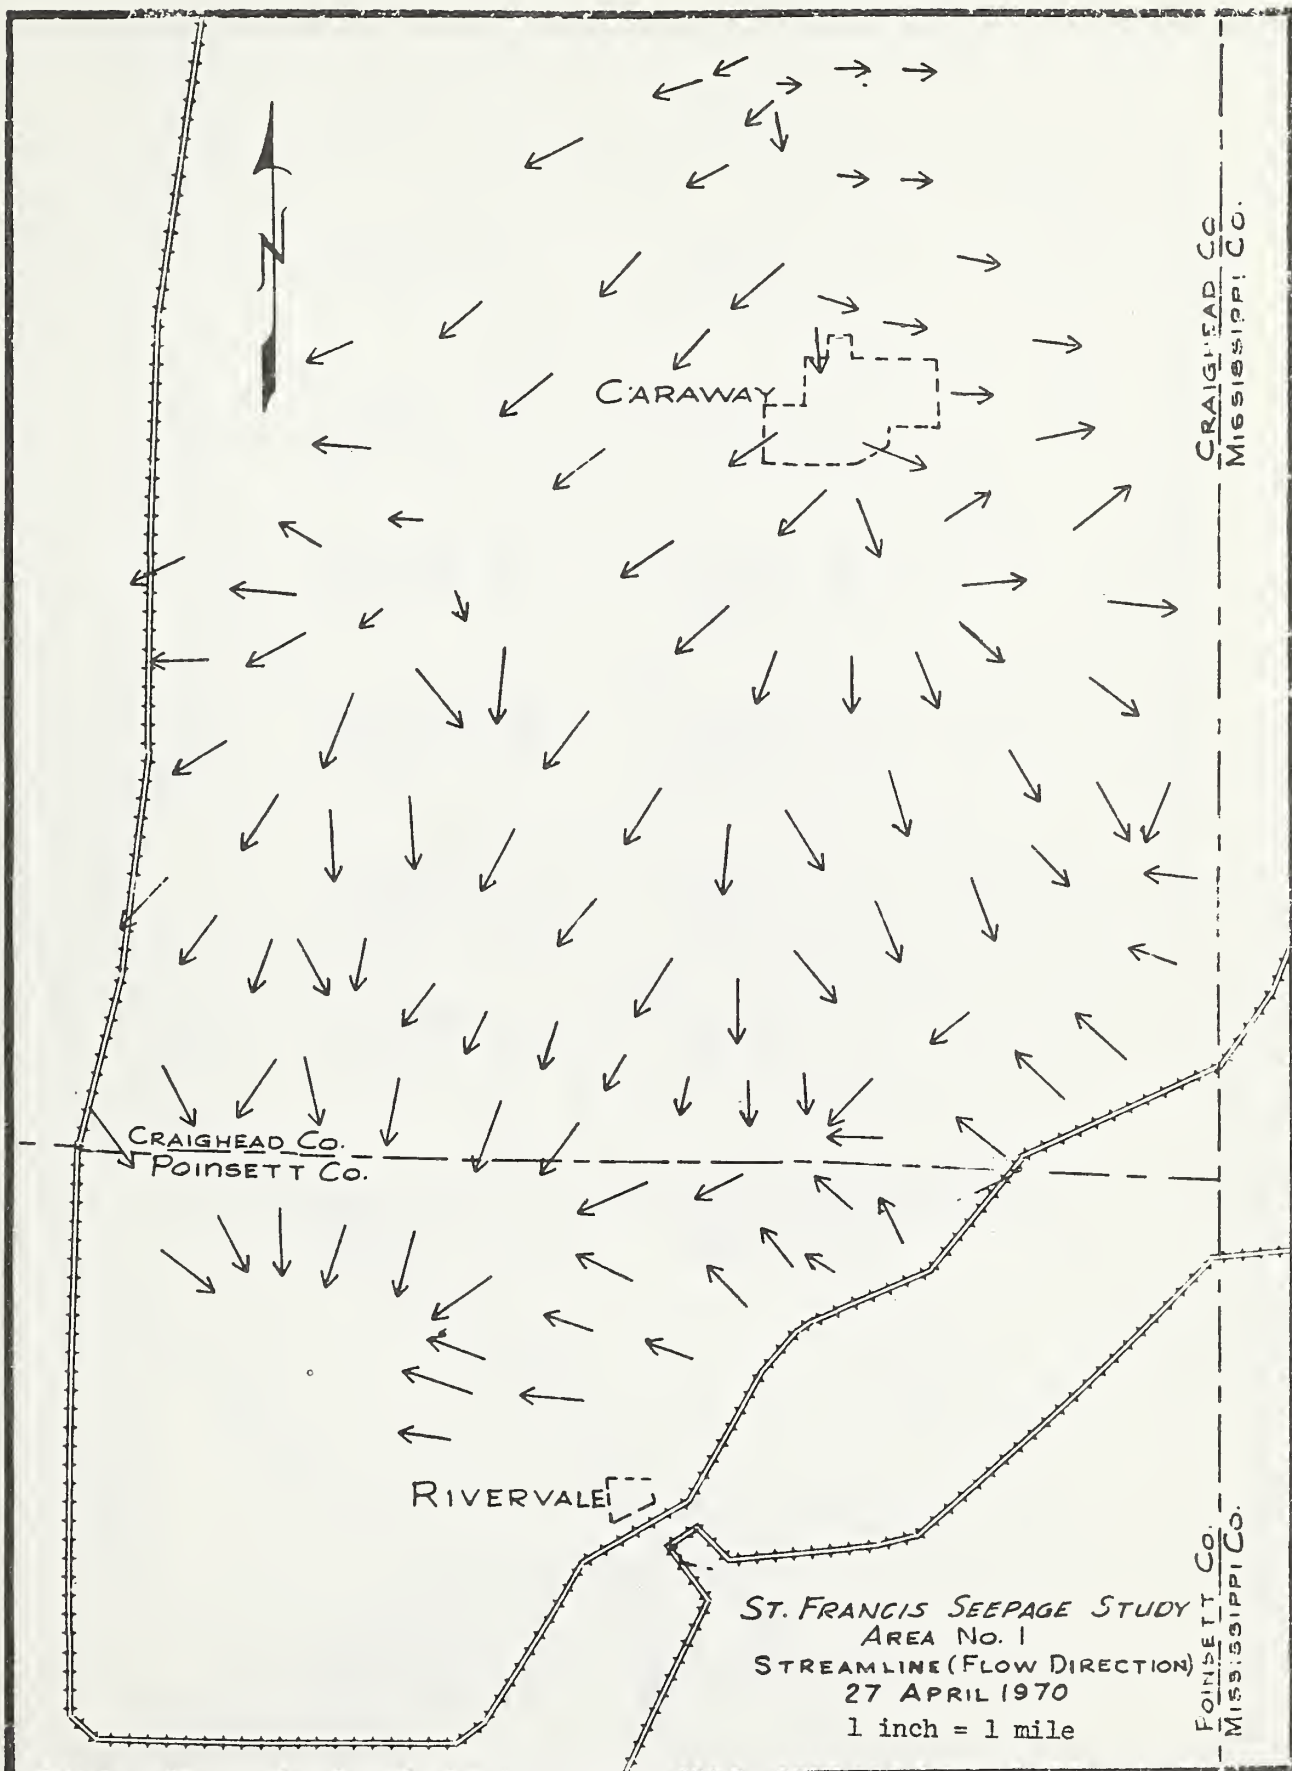 N
CRAIGHEAD CO
MISSISSIPPI CO.
CARAWAY
CRAIGHEAD CO.
POINSETT CO.
RIVERVALE
ST. FRANCIS SEEPAGE STUDY
AREA NO. 1
STREAMLINE (FLOW DIRECTION)
27 APRIL 1970
1 inch = 1 mile
POINSETT CO.
MISSISSIPPI CO.